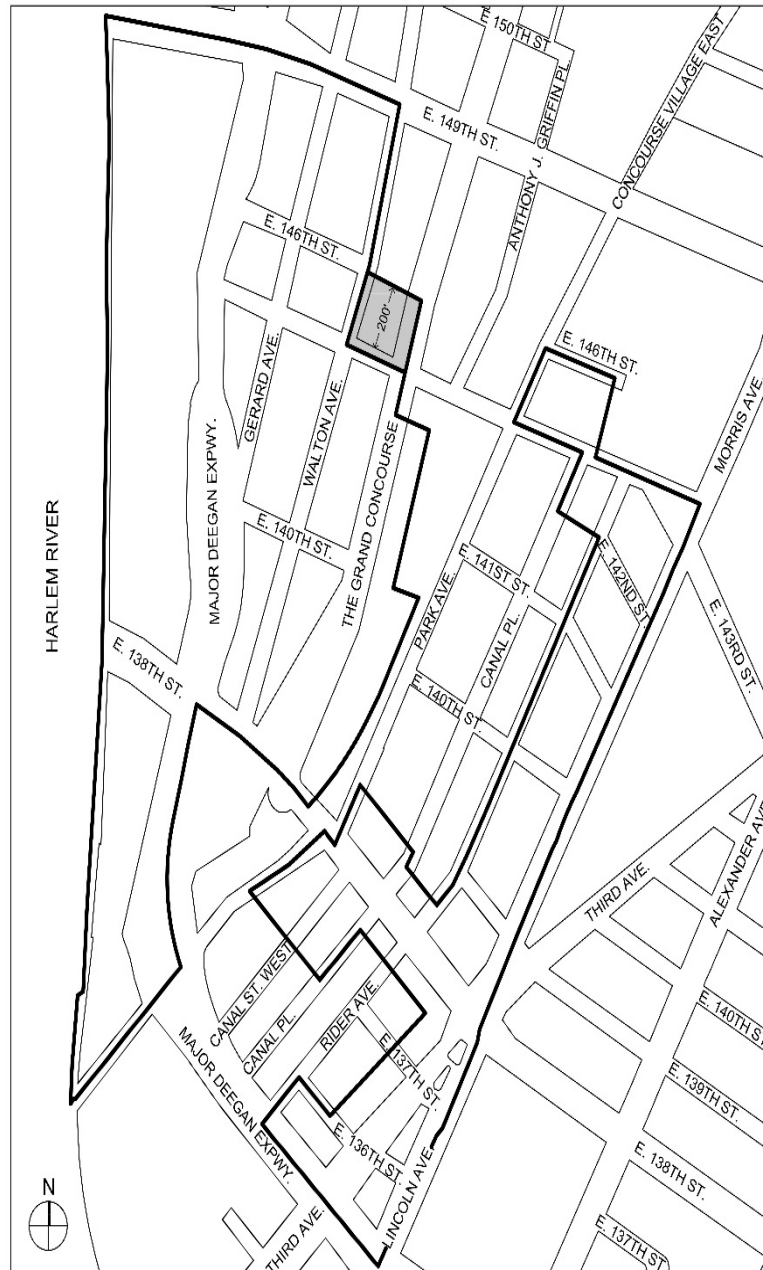 E. 150TH ST
ANTHONY J. GRIFFIN PL.
CONCOURSE VILLAGE EAST
E. 149TH ST.
E. 146TH ST.
200'
E. 146TH ST.
GERARD AVE.
WALTON AVE.
MORRIS AVE.
THE GRAND CONCOURSE
MAJOR DEEGAN EXPWY.
HARLEM RIVER
E. 140TH ST.
E. 141ST ST.
E. 142ND ST.
PARK AVE.
CANAL PL.
E. 143RD ST.
E. 138TH ST.
E. 140TH ST.
THIRD AVE.
ALEXANDER AVE
CANAL ST. WEST
CANAL PL.
RIDER AVE.
E. 137TH ST.
E. 140TH ST
E. 139TH ST.
MAJOR DEEGAN EXPWY.
E. 136TH ST.
E. 138TH ST.
LINCOLN AVE.
N
THIRD AVE.
E. 137TH ST